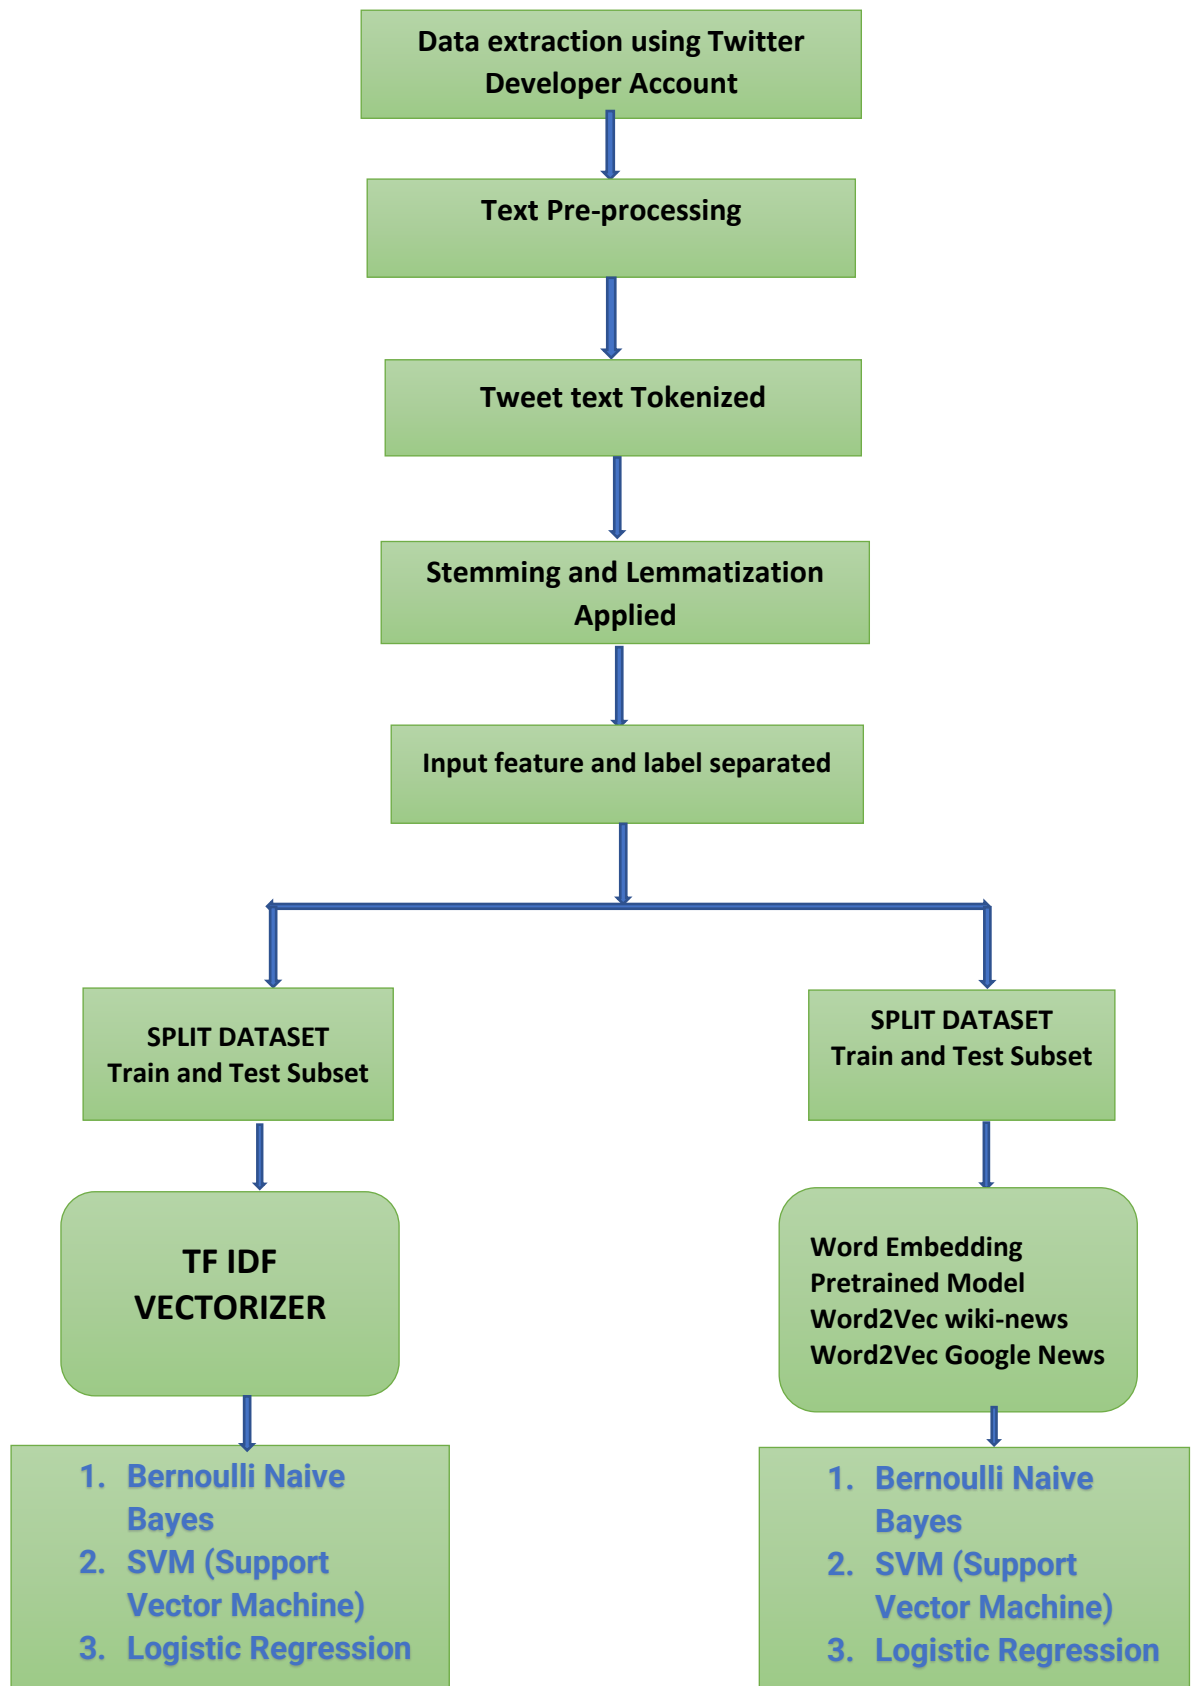 Data extraction using Twitter
Developer Account
Text Pre-processing
Tweet text Tokenized
Stemming and Lemmatization
Applied
Input feature and label separated
SPLIT DATASET
Train and Test Subset
SPLIT DATASET
Train and Test Subset
TF IDF
VECTORIZER
Word Embedding
Pretrained Model
Word2Vec wiki-news
Word2Vec Google News
1. Bernoulli Naive
Bayes
2. SVM (Support
Vector Machine)
3. Logistic Regression
1. Bernoulli Naive
Bayes
2. SVM (Support
Vector Machine)
3. Logistic Regression